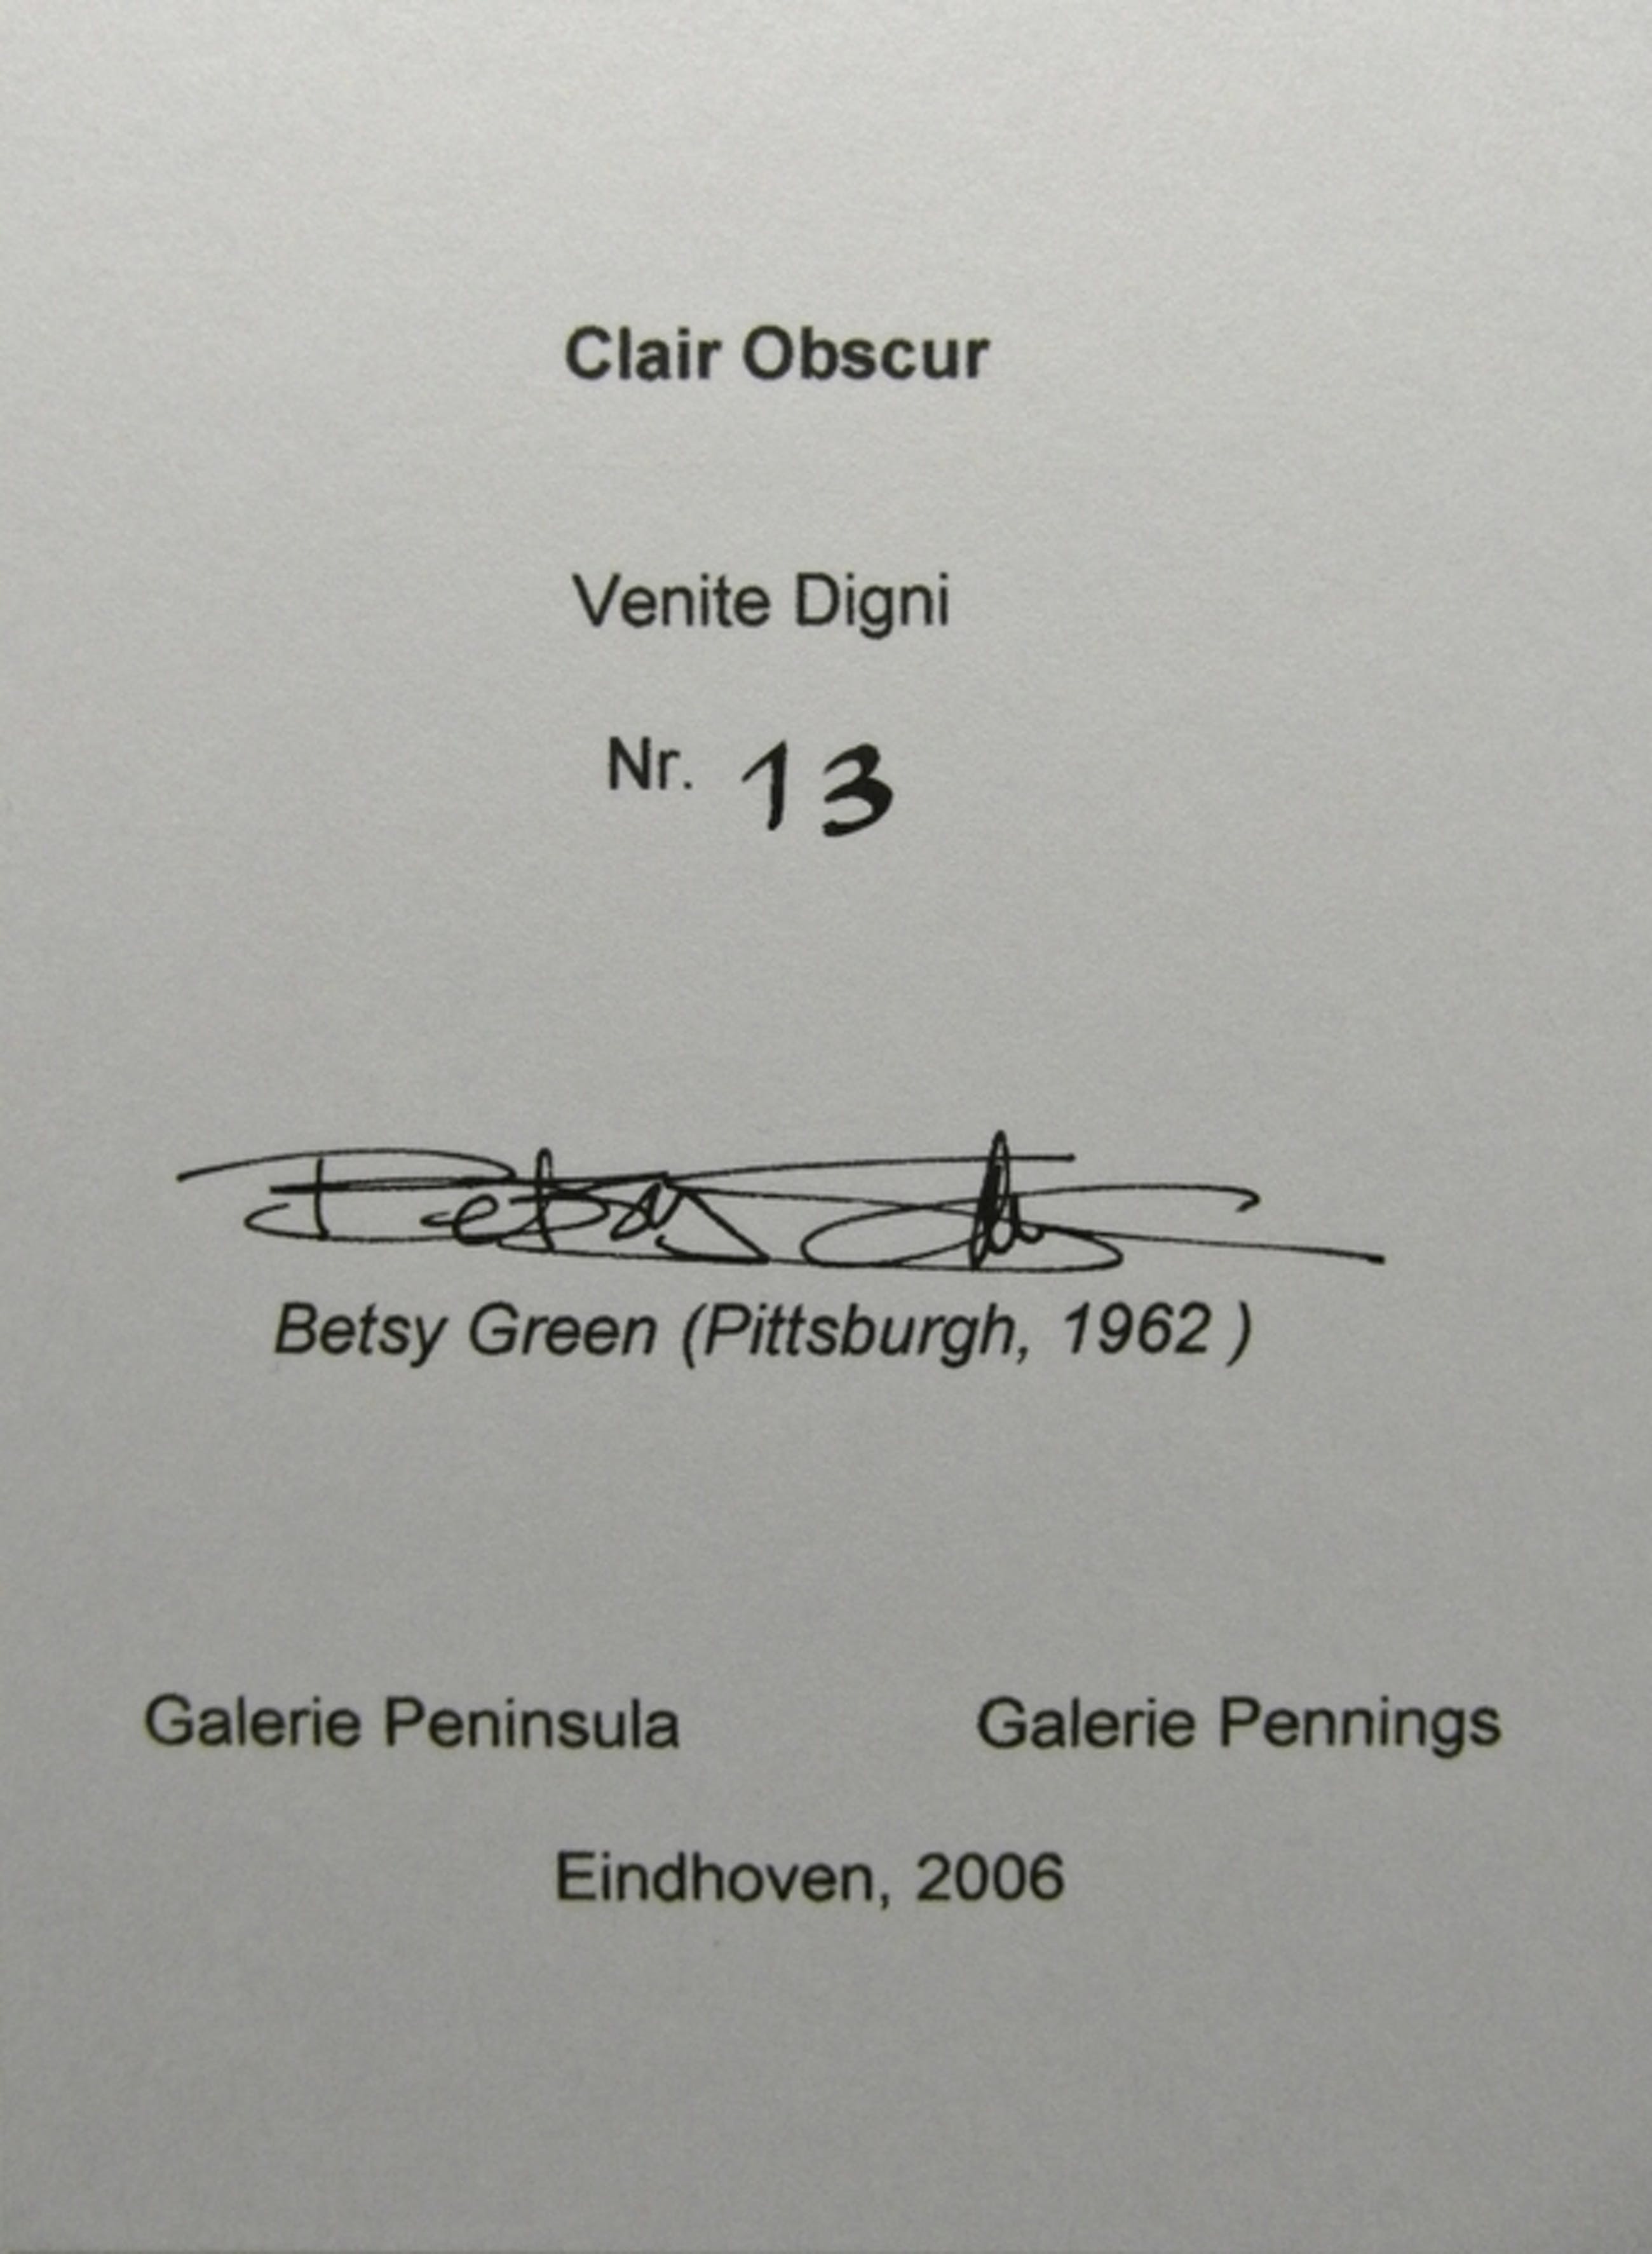 Clair Obscur
Venite Digni
Nr. 13
Betsy Green (Pittsburgh, 1962 )
Galerie Peninsula Galerie Pennings
Eindhoven, 2006